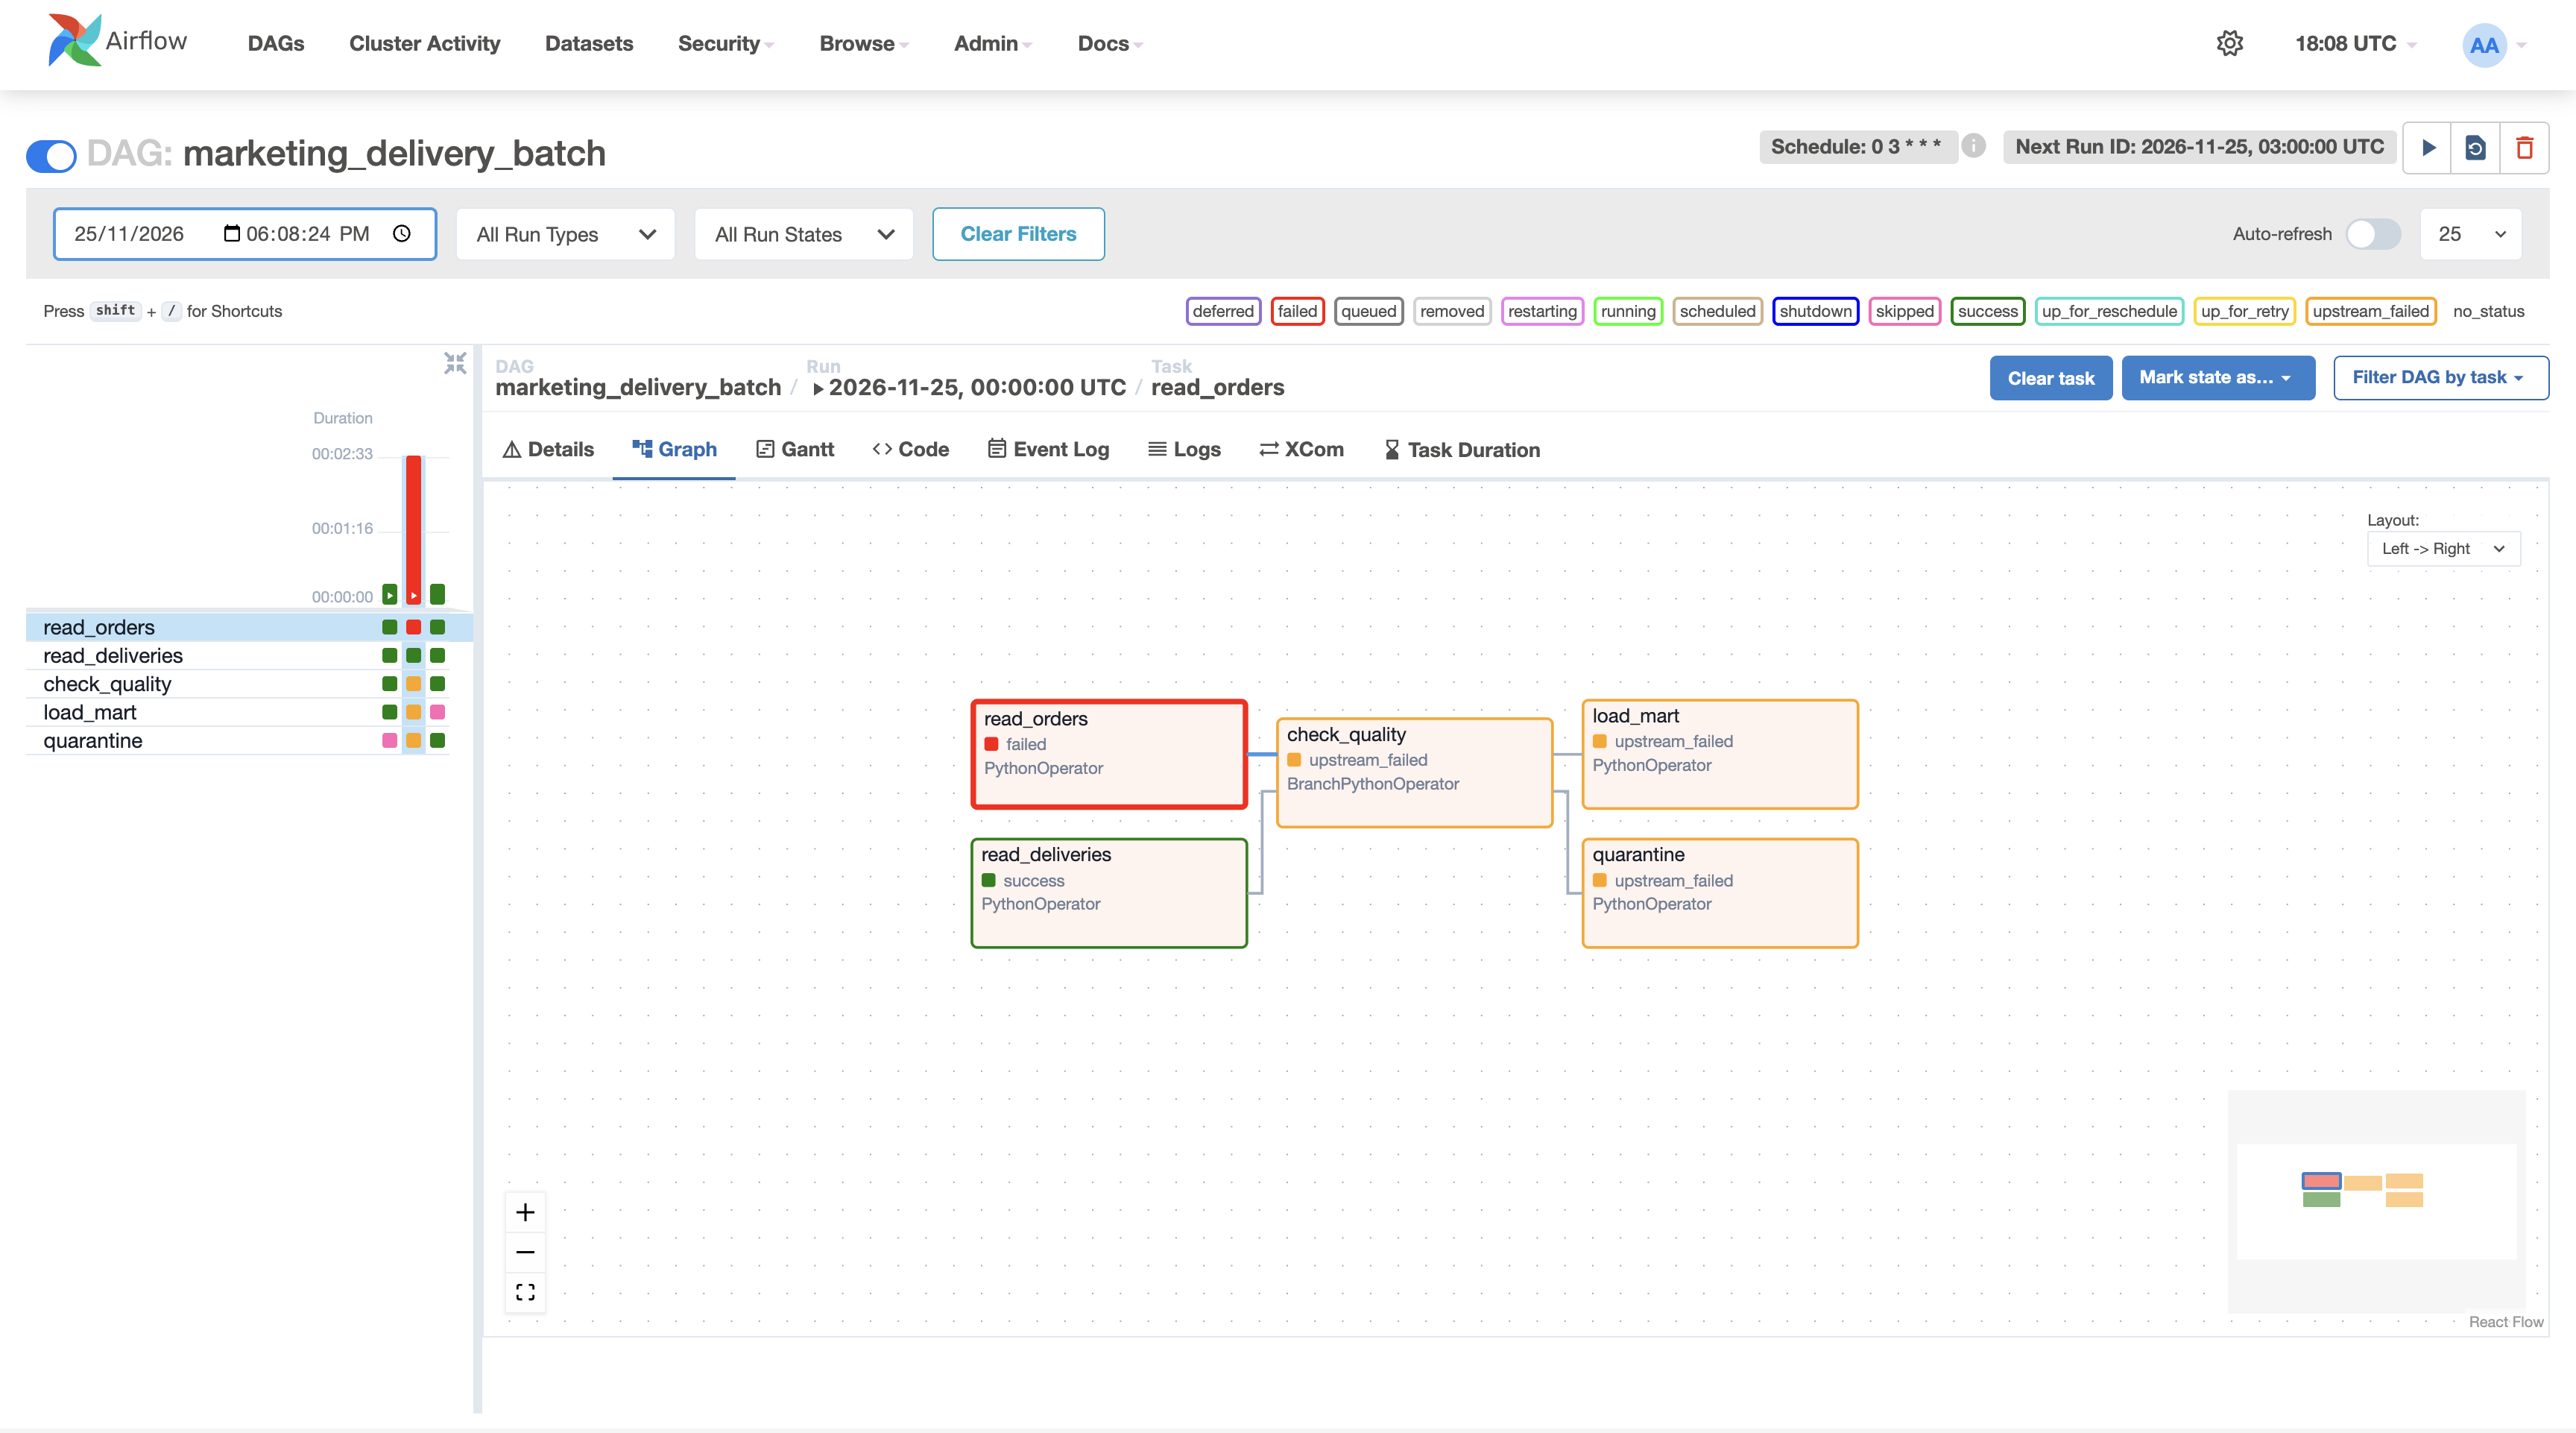 Airflow
DAGs
Cluster Activity
Datasets
Security
Browse
Admin
Docs
18:08 UTC
AA
DAG: marketing_delivery_batch
Schedule: 0 3 * * *
Next Run ID: 2026-11-25, 03:00:00 UTC
25/11/2026 06:08:24 PM
All Run Types
All Run States
Clear Filters
Auto-refresh
25
Press shift + / for Shortcuts
deferred
failed
queued
removed
restarting
running
scheduled
shutdown
skipped
success
up_for_reschedule
up_for_retry
upstream_failed
no_status
Duration
00:02:33
00:01:16
00:00:00
read_orders
read_deliveries
check_quality
load_mart
quarantine
DAG
marketing_delivery_batch
/
Run
2026-11-25, 00:00:00 UTC
/
Task
read_orders
Clear task
Mark state as...
Filter DAG by task
Details
Graph
Gantt
Code
Event Log
Logs
XCom
Task Duration
Layout:
Left -> Right
read_orders
failed
PythonOperator
read_deliveries
success
PythonOperator
check_quality
upstream_failed
BranchPythonOperator
load_mart
upstream_failed
PythonOperator
quarantine
upstream_failed
PythonOperator
React Flow